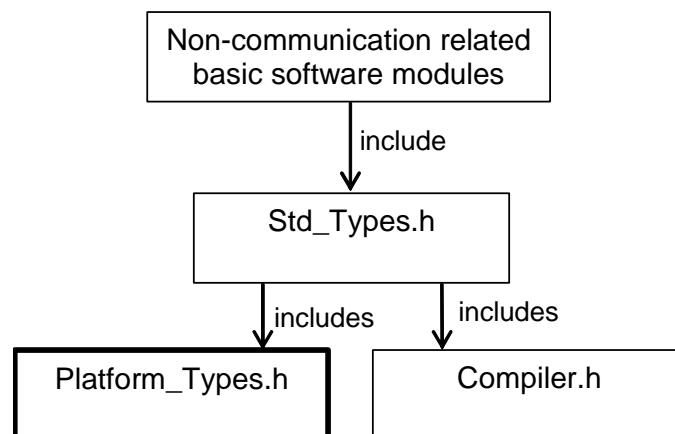 Non-communication related
basic software modules
include
Std_Types.h
includes
includes
Platform_Types.h
Compiler.h